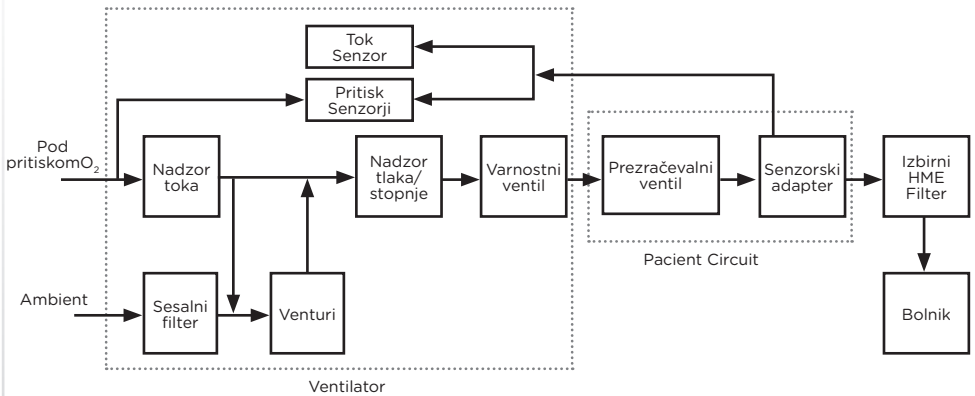 Tok
Senzor
Pritisk
Senzorji
Pod
pritiskomO₂
Nadzor
toka
Nadzor
tlaka/
stopnje
Varnostni
ventil
Prezračevalni
ventil
Senzorski
adapter
Izbirni
HME
Filter
Pacient Circuit
Ambient
Sesalni
filter
Venturi
Bolnik
Ventilator